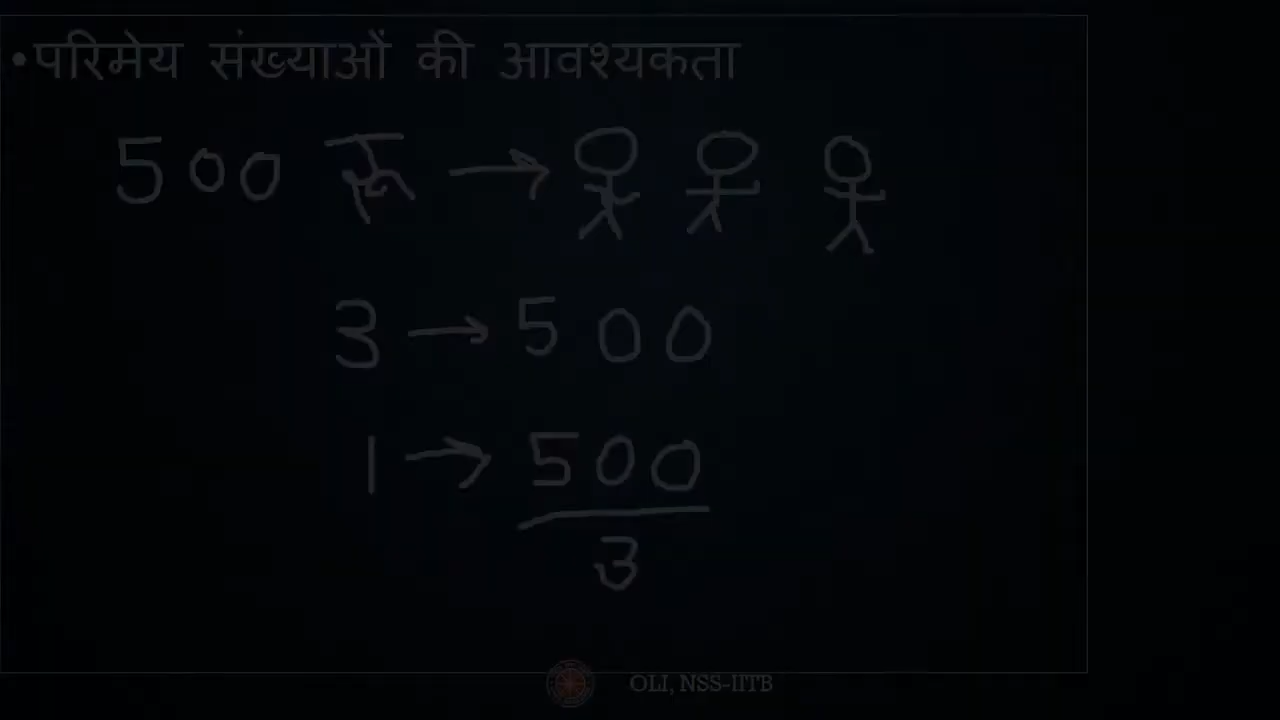 • परिमेय संख्याओं की आवश्यकता
500 रू →
3 → 500
1 → 500
3
OLI, NSS-IITB